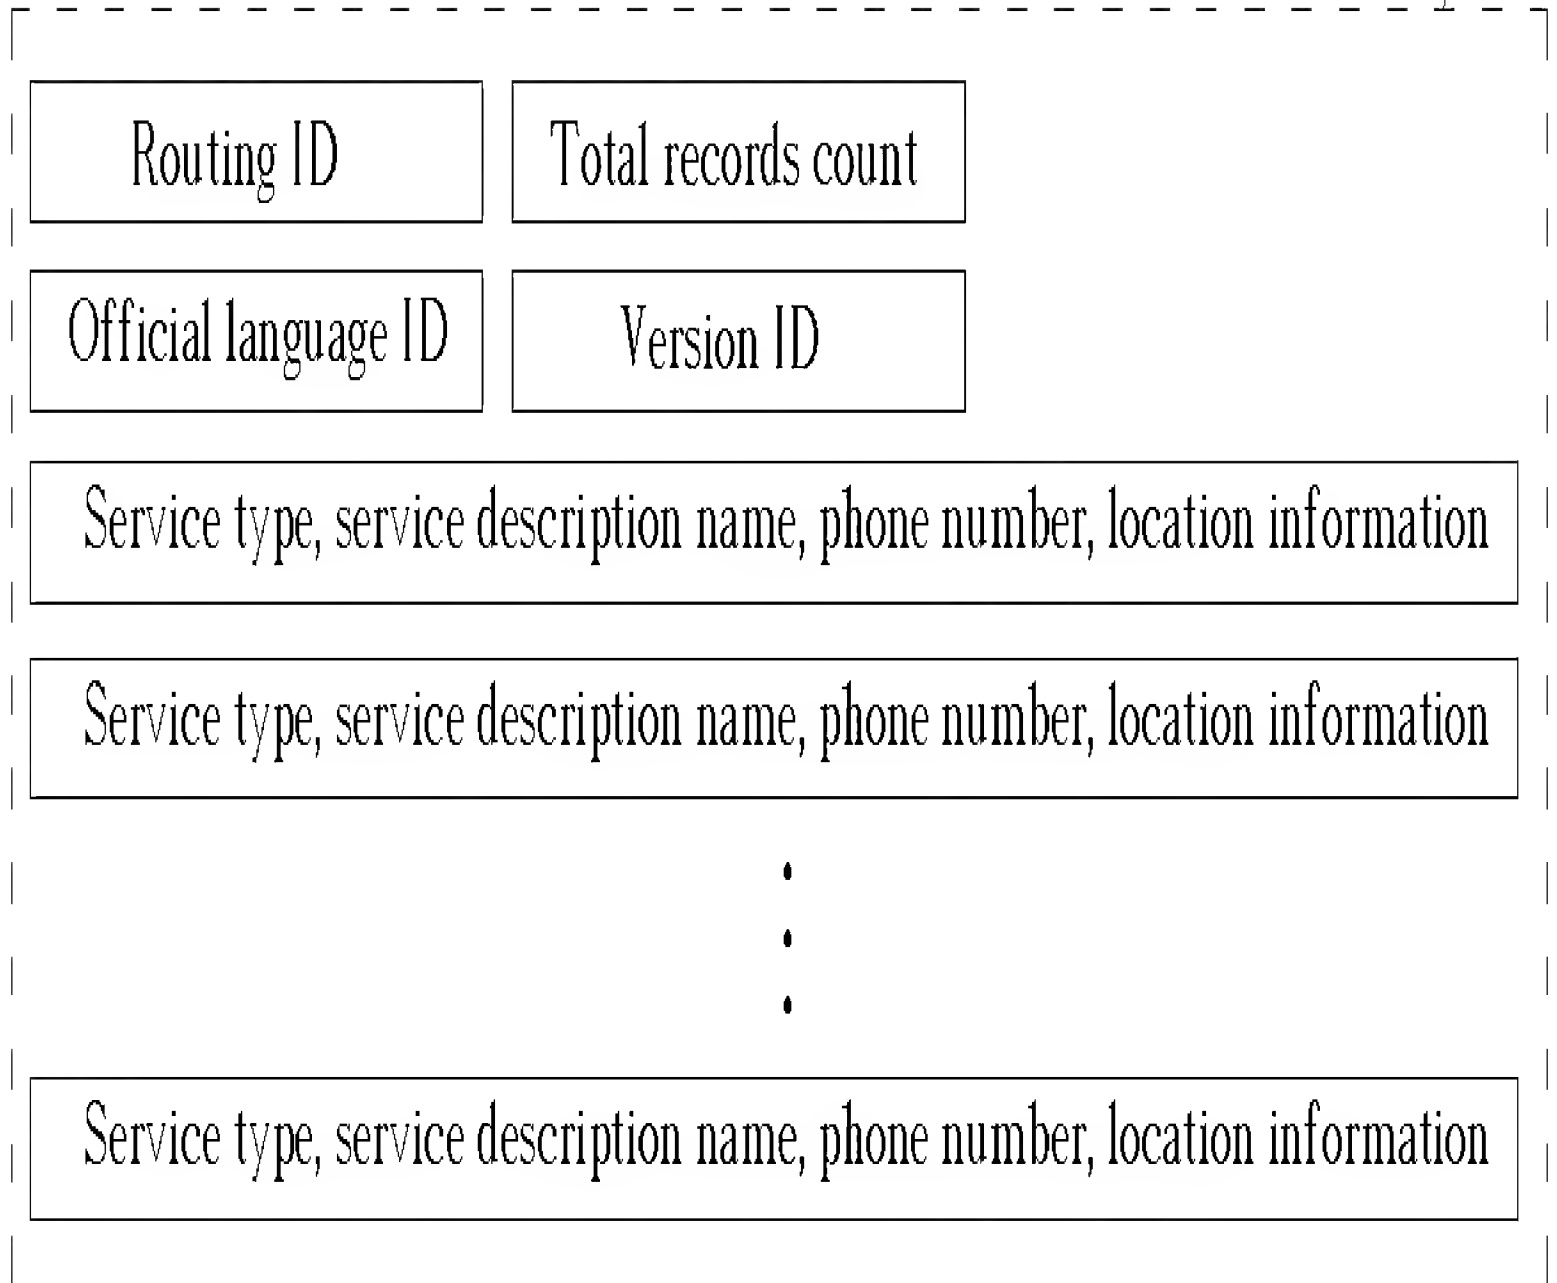 Routing ID
Total records count
Official language ID
Version ID
Service type, service description name, phone number, location information
Service type, service description name, phone number, location information
Service type, service description name, phone number, location information